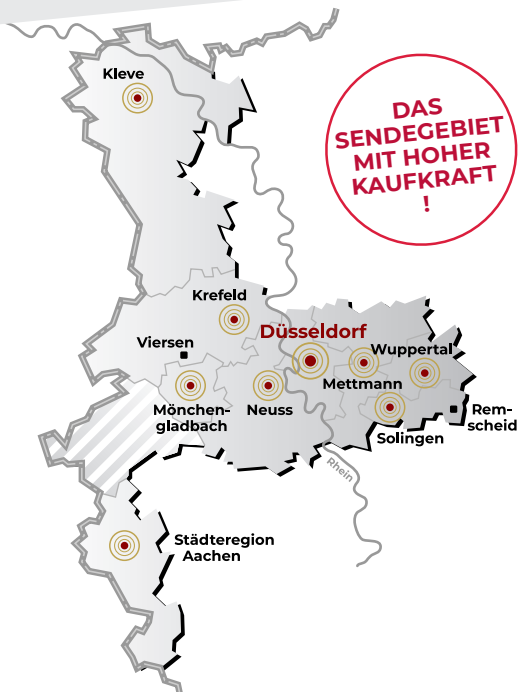 Kleve
DAS
SENDEGEBIET
MIT HOHER
KAUFKRAFT
!
Krefeld
Düsseldorf
Viersen
Wuppertal
Mettmann
Mönchen-
gladbach
Neuss
Solingen
Rem-
scheid
Rhein
Städteregion
Aachen